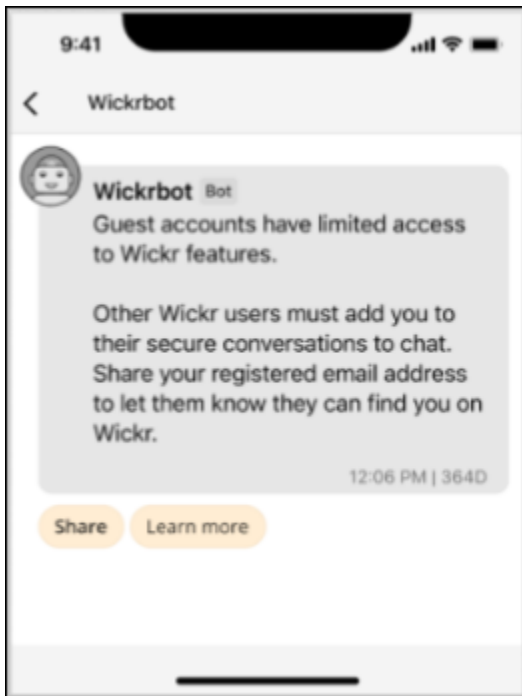 9:41
Wickrbot
Wickrbot Bot
Guest accounts have limited access
to Wickr features.
Other Wickr users must add you to
their secure conversations to chat.
Share your registered email address
to let them know they can find you on
Wickr.
12:06 PM | 364D
Share Learn more